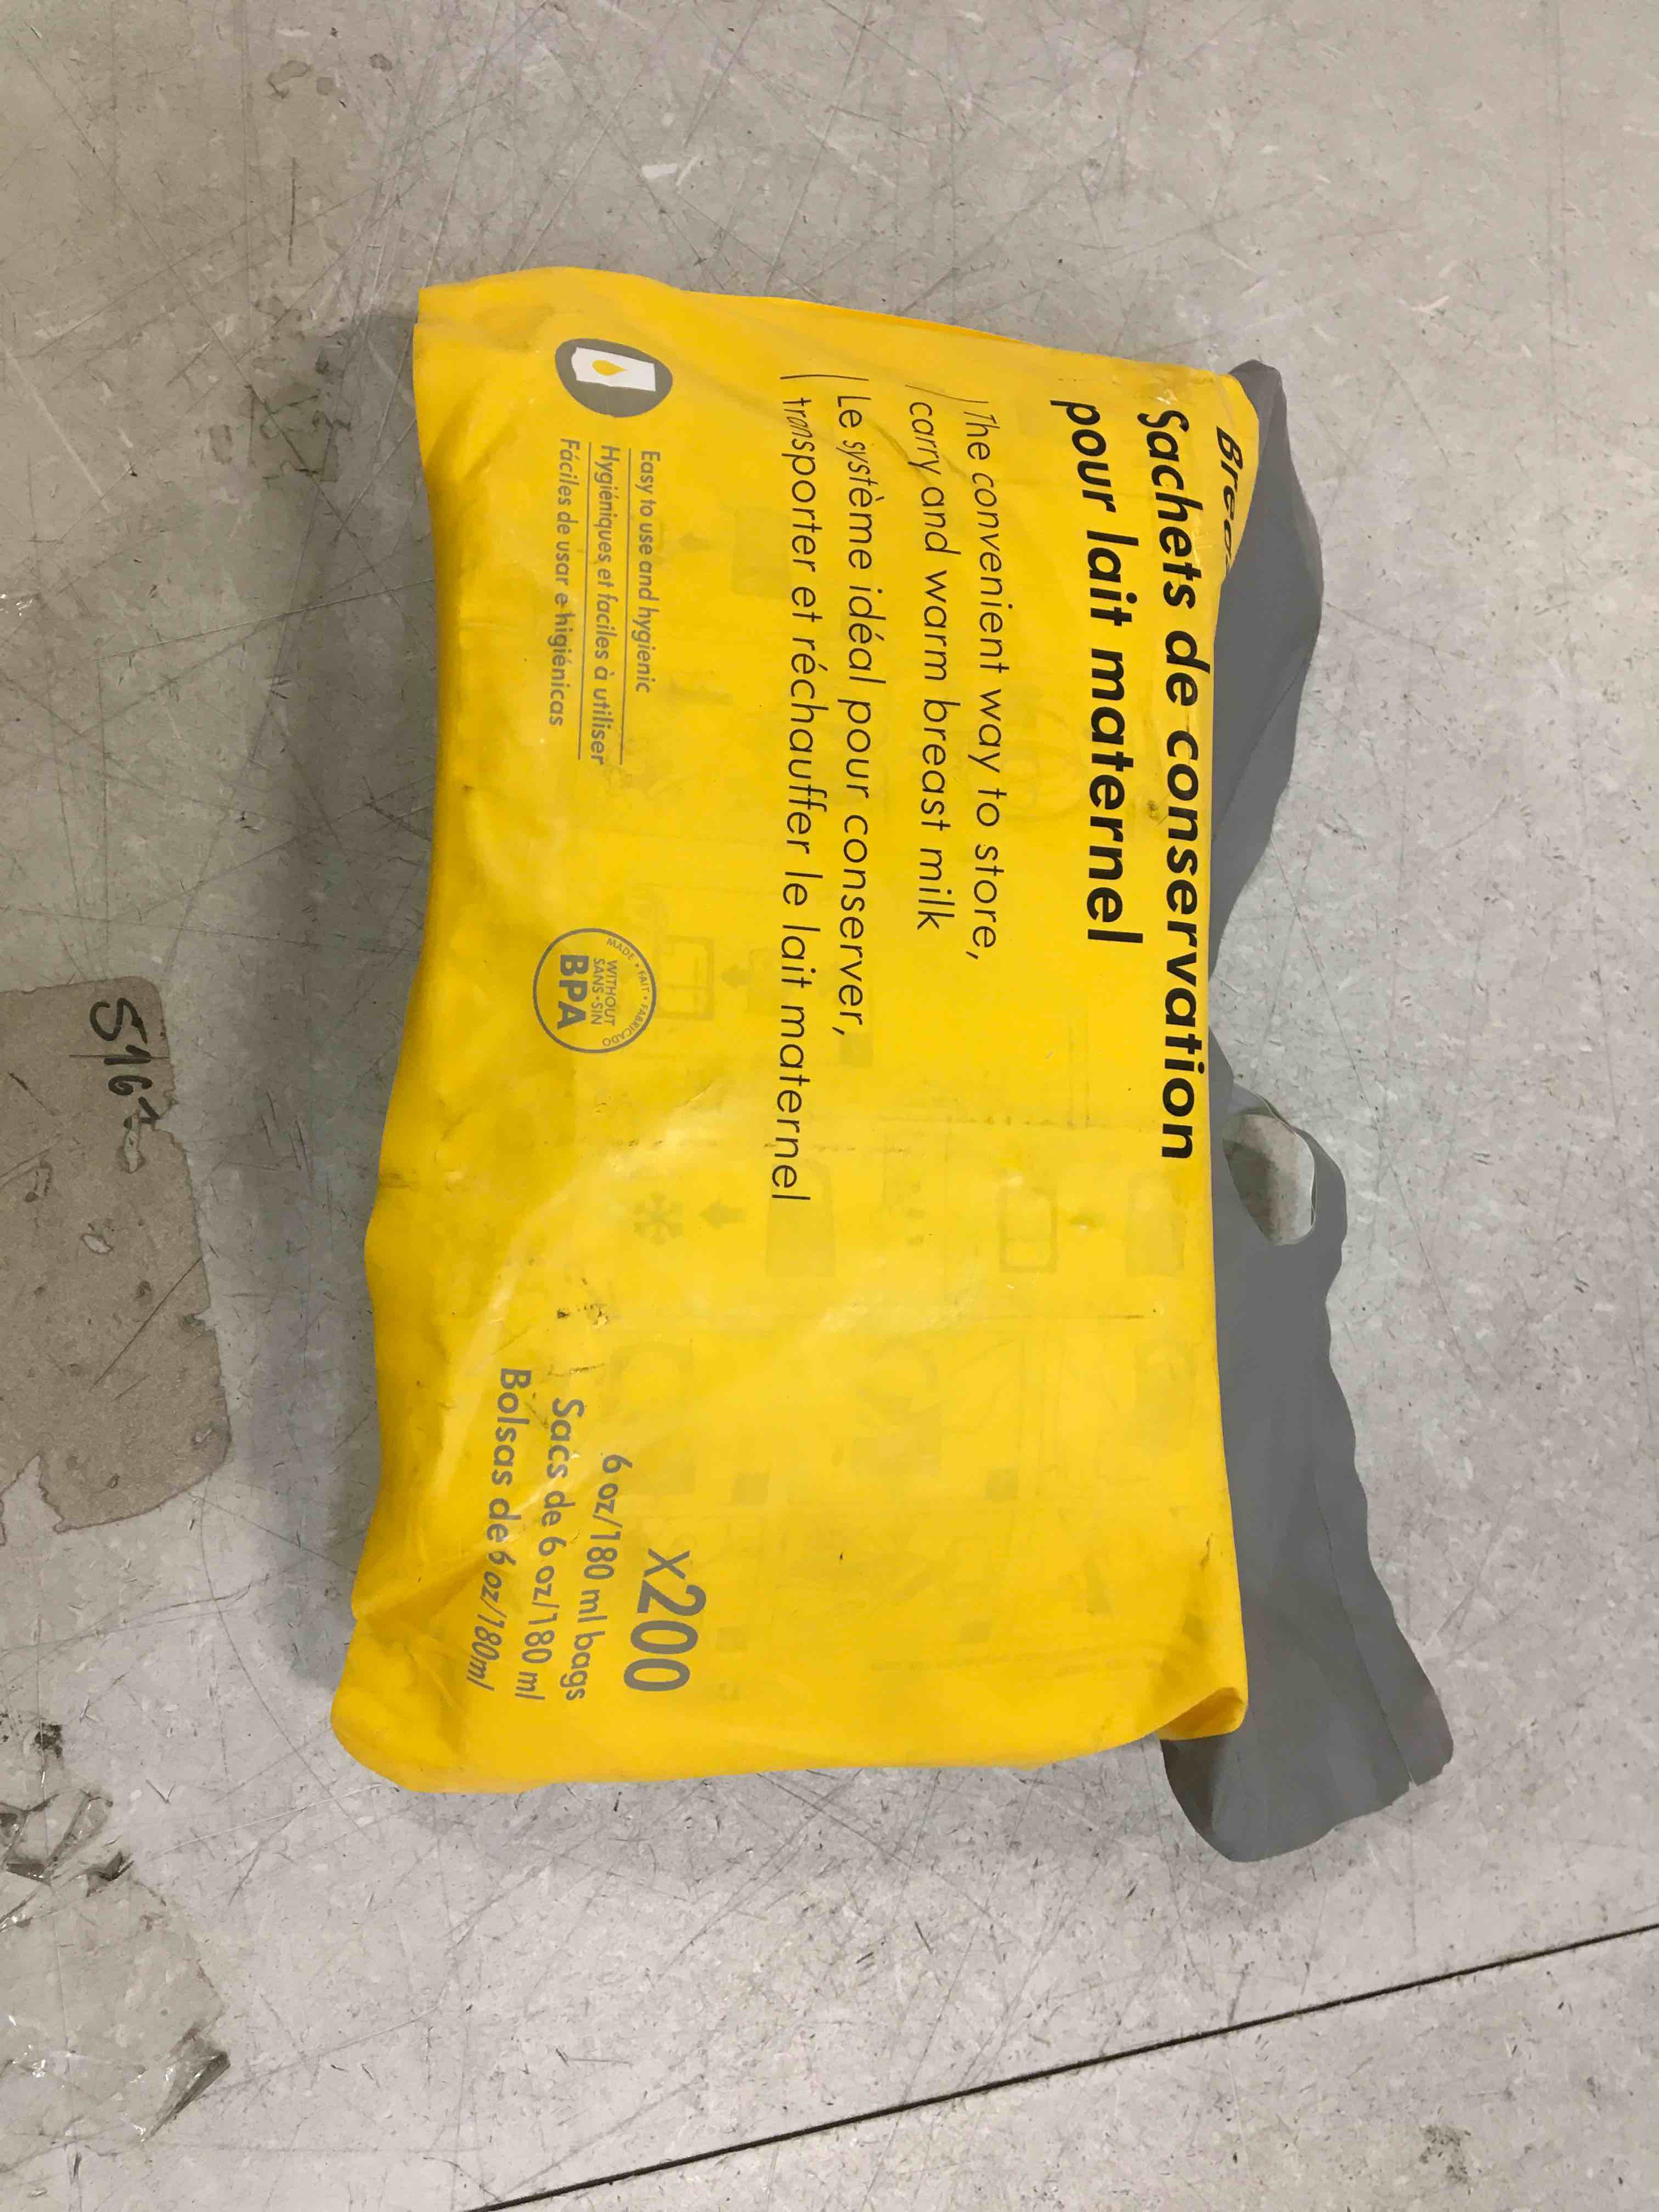 Sachets de conservation
pour lait maternel
The convenient way to store,
carry and warm breast milk
Le système idéal pour conserver,
transporter et réchauffer le lait maternel
Easy to use and hygienic
Hygiéniques et faciles à utiliser
Fáciles de usar e higiénicas
MADE • FAIT • FABRICADO
WITHOUT
SANS • SIN
BPA
x200
6 oz/180 ml bags
Sacs de 6 oz/180 ml
Bolsas de 6 oz/180ml